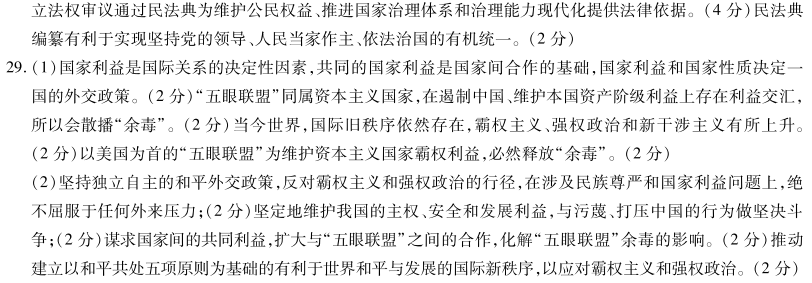 立法权审议通过民法典为维护公民权益、推进国家治理体系和治理能力现代化提供法律依据。(4 分)民法典
编纂有利于实现坚持党的领导、人民当家作主、依法治国的有机统一。(2 分)
29. (1)国家利益是国际关系的决定性因素,共同的国家利益是国家间合作的基础,国家利益和国家性质决定一
国的外交政策。(2 分)“五眼联盟”同属资本主义国家,在遏制中国、维护本国资产阶级利益上存在利益交汇,
所以会散播“余毒”。(2 分)当今世界,国际旧秩序依然存在,霸权主义、强权政治和新干涉主义有所上升。
(2 分)以美国为首的“五眼联盟”为维护资本主义国家霸权利益,必然释放“余毒”。(2 分)
(2)坚持独立自主的和平外交政策,反对霸权主义和强权政治的行径,在涉及民族尊严和国家利益问题上,绝
不屈服于任何外来压力;(2 分)坚定地维护我国的主权、安全和发展利益,与污蔑、打压中国的行为做坚决斗
争;(2 分)谋求国家间的共同利益,扩大与“五眼联盟”之间的合作,化解“五眼联盟”余毒的影响。(2 分)推动
建立以和平共处五项原则为基础的有利于世界和平与发展的国际新秩序,以应对霸权主义和强权政治。(2 分)